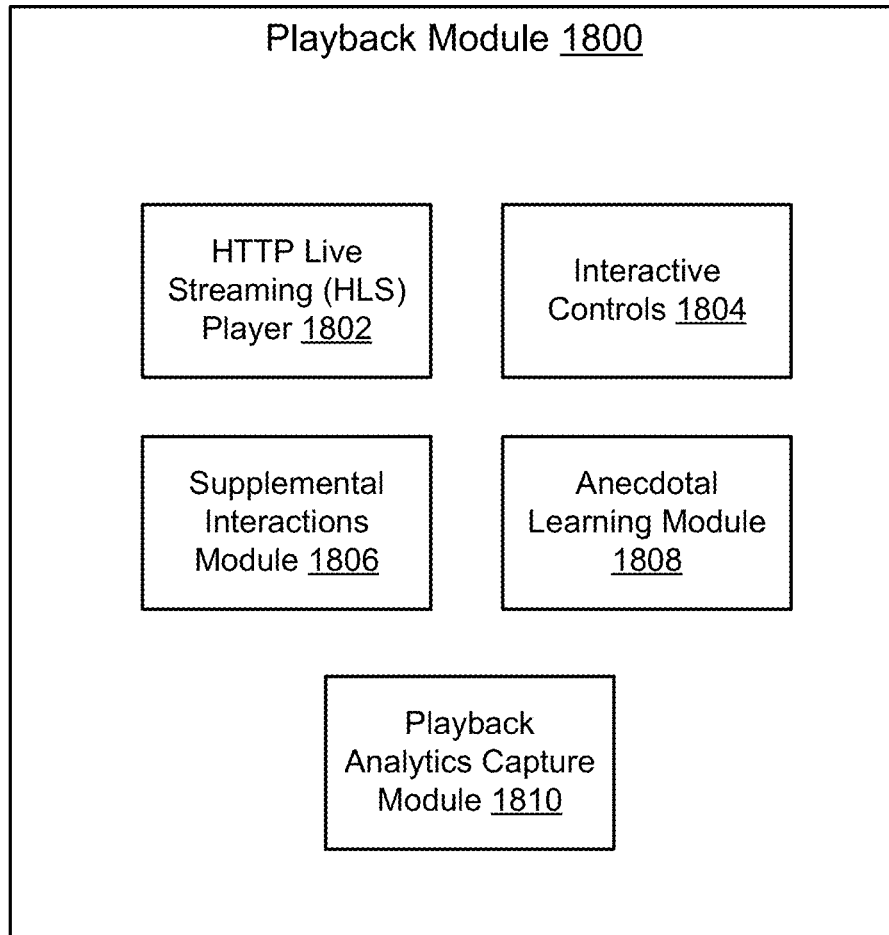 Playback Module 1800
HTTP Live
Streaming (HLS)
Player 1802
Interactive
Controls 1804
Supplemental
Interactions
Module 1806
Anecdotal
Learning Module
1808
Playback
Analytics Capture
Module 1810